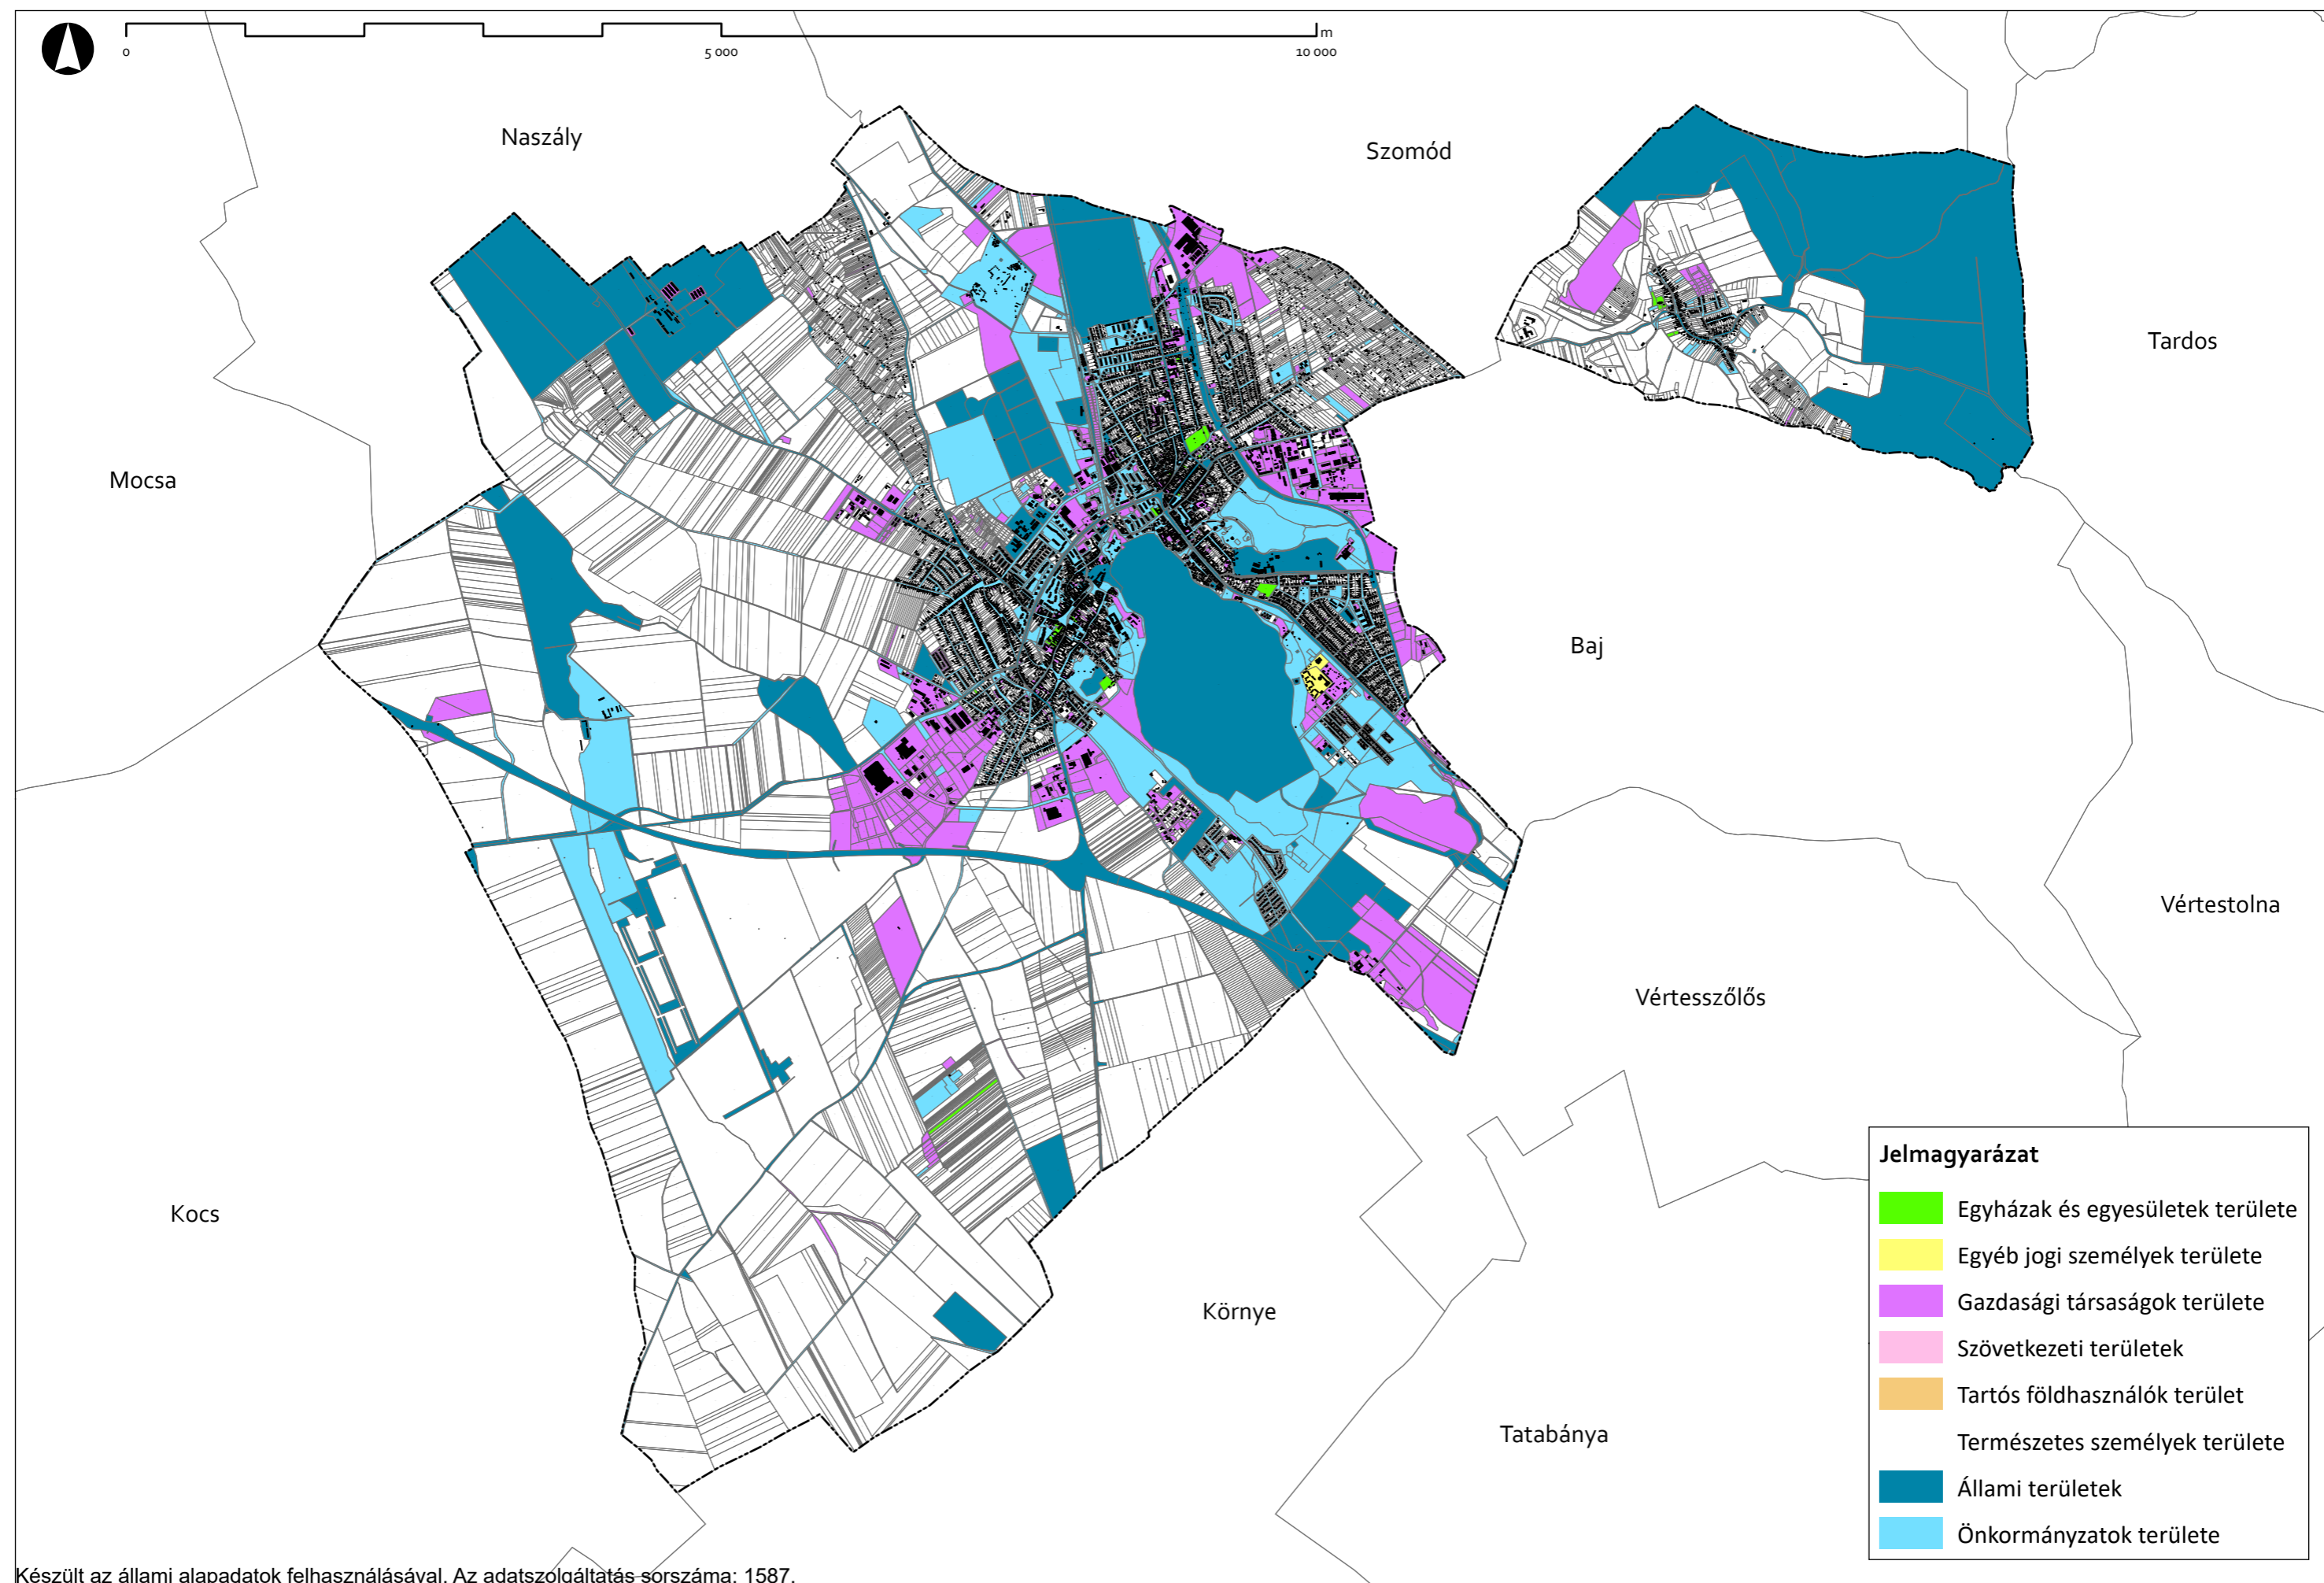 0
5 000
10 000
m
Naszály
Szomód
Tardos
Mocsa
Baj
Vértestolna
Vértesszőlős
Kocs
Környe
Tatabánya
Jelmagyarázat
Egyházak és egyesületek területe
Egyéb jogi személyek területe
Gazdasági társaságok területe
Szövetkezeti területek
Tartós földhasználók terület
Természetes személyek területe
Állami területek
Önkormányzatok területe
Készült az állami alapadatok felhasználásával. Az adatszolgáltatás sorszáma: 1587.